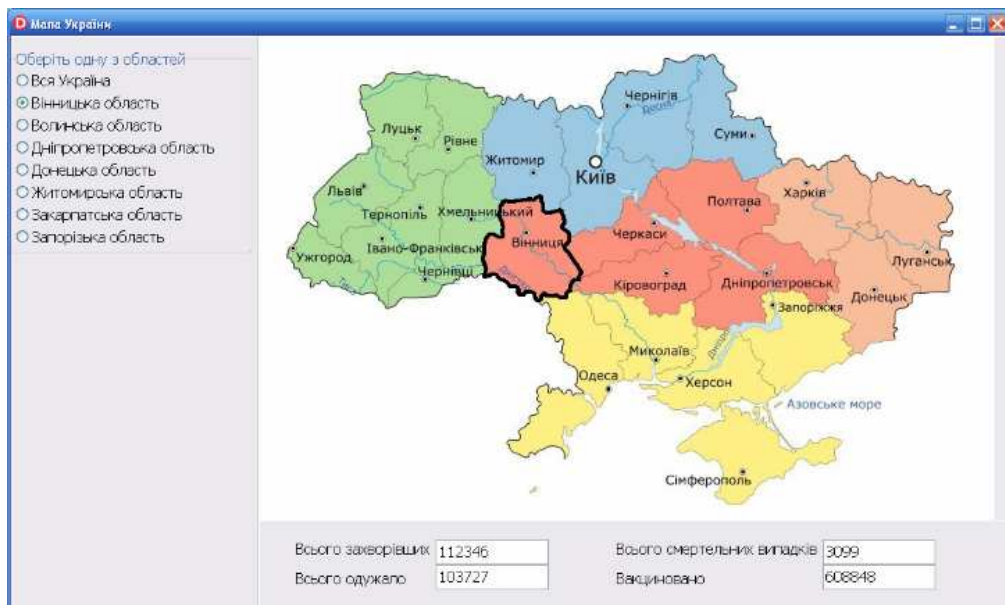 Мапа України
Оберіть одну з областей
Вся Україна
Вінницька область
Волинська область
Дніпропетровська область
Донецька область
Житомирська область
Закарпатська область
Запорізька область
Чернігів
Десна
Луцьк
Рівне
Суми
Житомир
Київ
Львів
Харків
Полтава
Тернопіль
Хмельницький
Вінниця
Черкаси
Івано-Франківськ
Ужгород
Луганськ
Чернівці
Кіровоград
Дніпропетровськ
Донецьк
Запоріжжя
Миколаїв
Дніпро
Одеса
Херсон
Азовське море
Сімферополь
Всього захворівших 112346
Всього смертельних випадків 3099
Всього одужало 103727
Вакциновано 608848